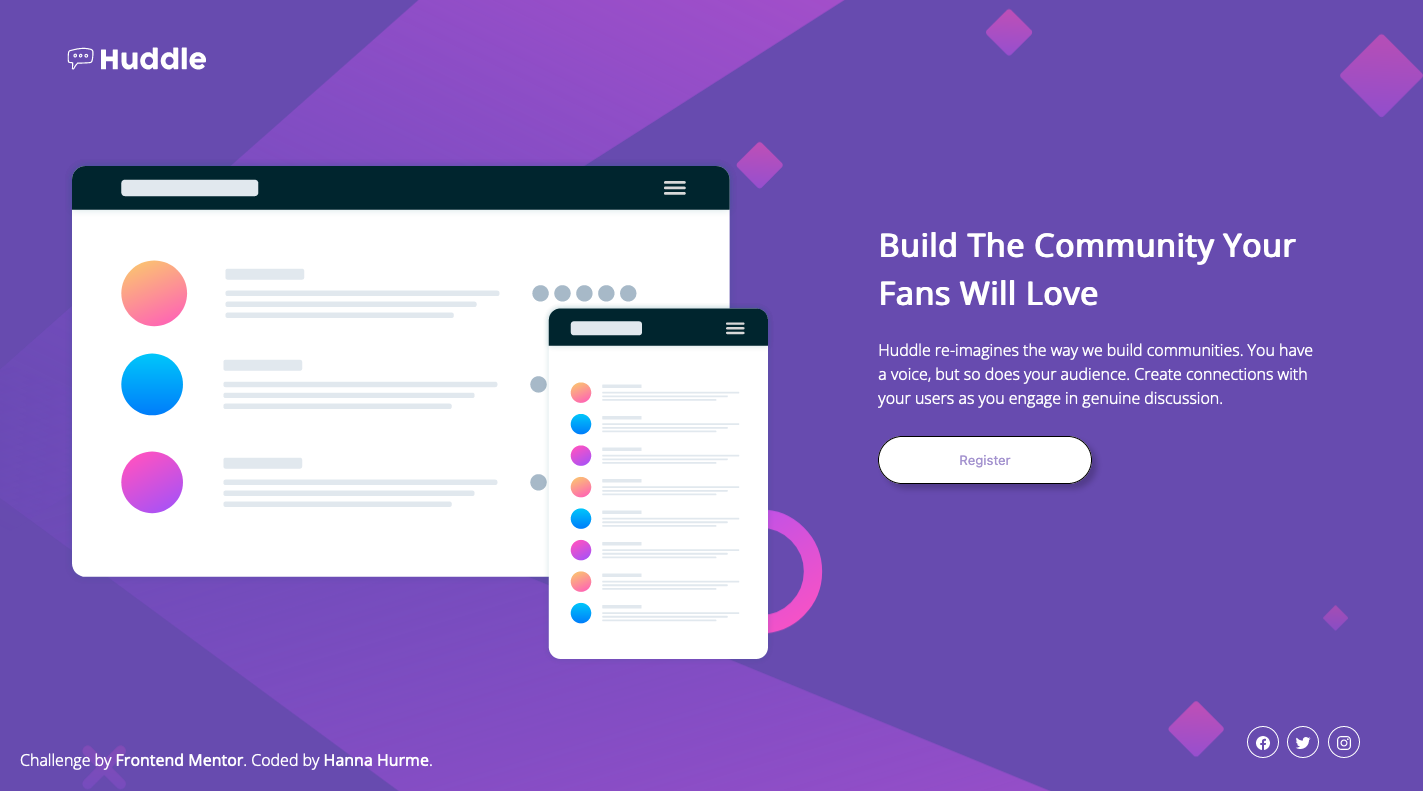 Huddle
Build The Community Your
Fans Will Love
Huddle re-imagines the way we build communities. You have
a voice, but so does your audience. Create connections with
your users as you engage in genuine discussion.
Register
Challenge by Frontend Mentor. Coded by Hanna Hurme.